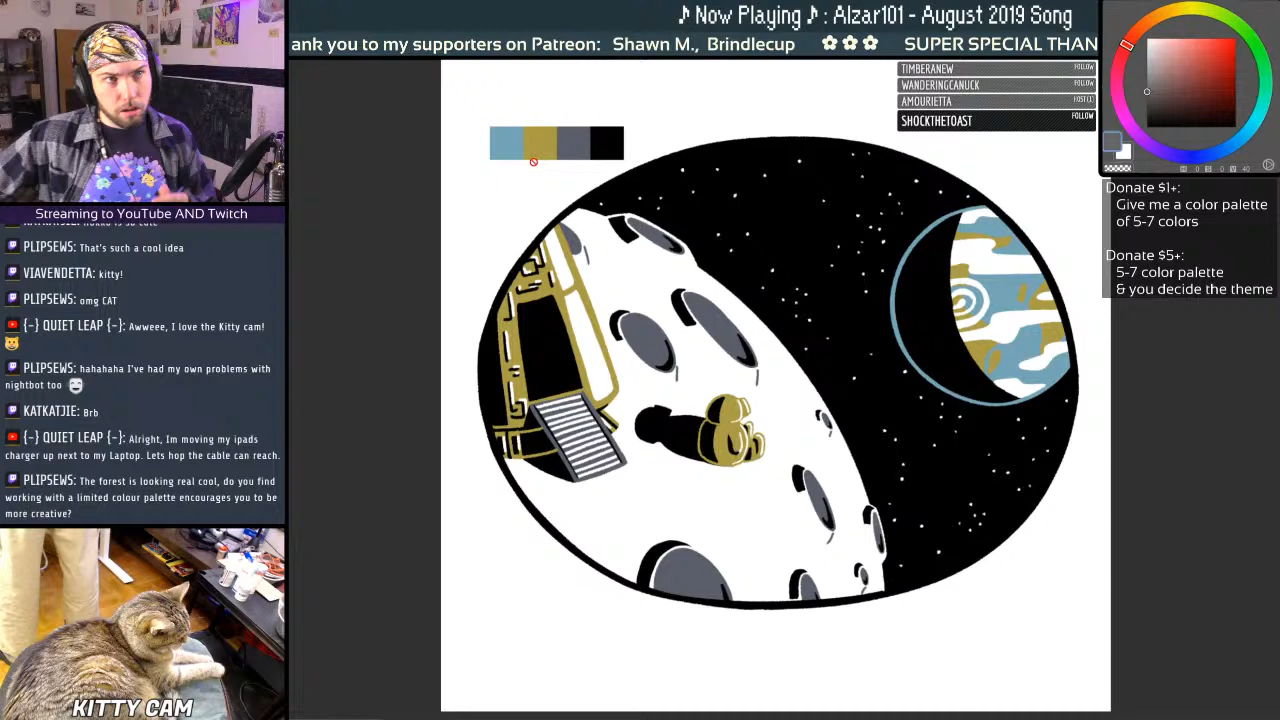 ♪ Now Playing ♪ : Alzar101 - August 2019 Song
ank you to my supporters on Patreon: Shawn M., Brindlecup ✿ ✿ ✿ SUPER SPECIAL THAN
TIMBERANEW FOLLOW
WANDERINGCANUCK FOLLOW
AMOURIETTA HOST(1)
SHOCKTHETOAST FOLLOW
Donate $1+:
Give me a color palette
of 5-7 colors
Donate $5+:
5-7 color palette
& you decide the theme
Streaming to YouTube AND Twitch
PLIPSEWS: That's such a cool idea
VIAVENDETTA: kitty!
PLIPSEWS: omg CAT
{-} QUIET LEAP {-}: Awweee, I love the Kitty cam!
PLIPSEWS: hahahaha I've had my own problems with
nightbot too
KATKATJIE: Brb
{-} QUIET LEAP {-}: Alright, Im moving my ipads
charger up next to my Laptop. Lets hop the cable can reach.
PLIPSEWS: The forest is looking real cool, do you find
working with a limited colour palette encourages you to be
more creative?
KITTY CAM